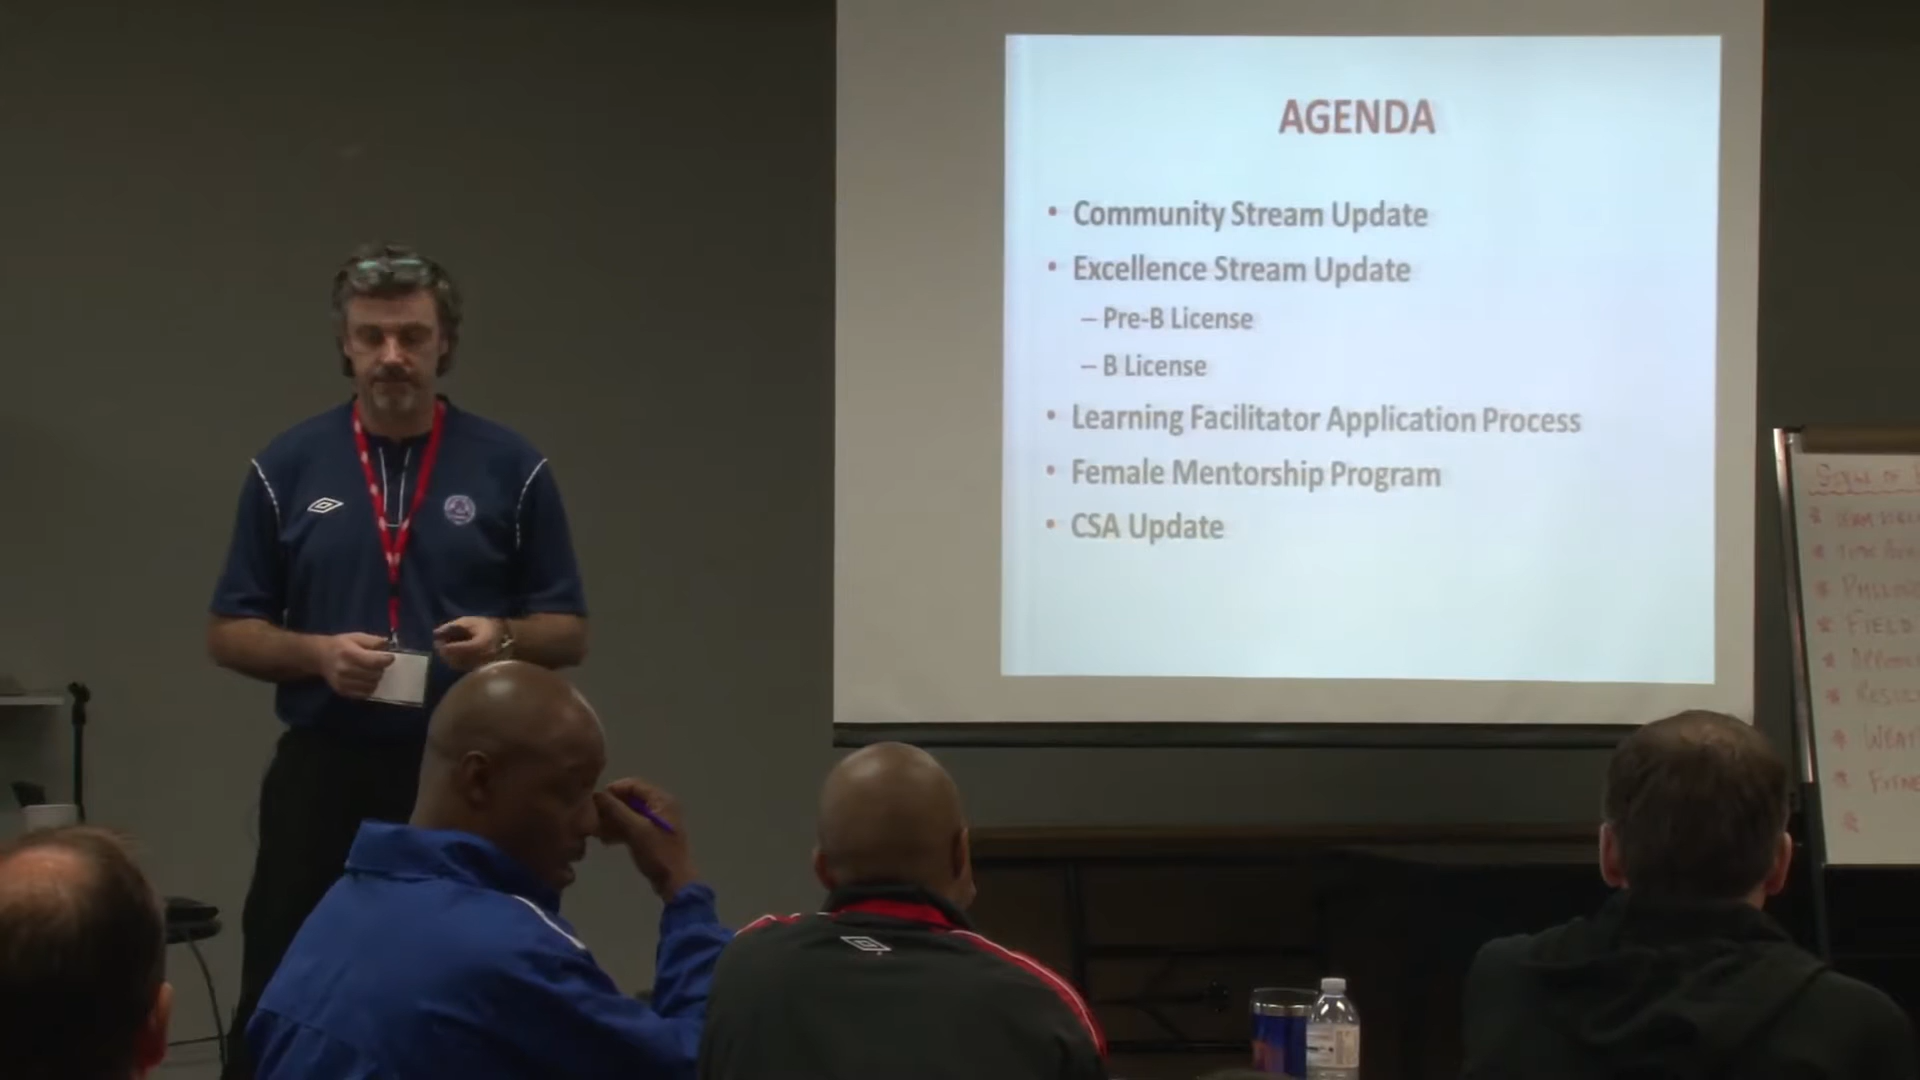 AGENDA
• Community Stream Update
• Excellence Stream Update
– Pre-B License
– B License
• Learning Facilitator Application Process
• Female Mentorship Program
• CSA Update
FIELD